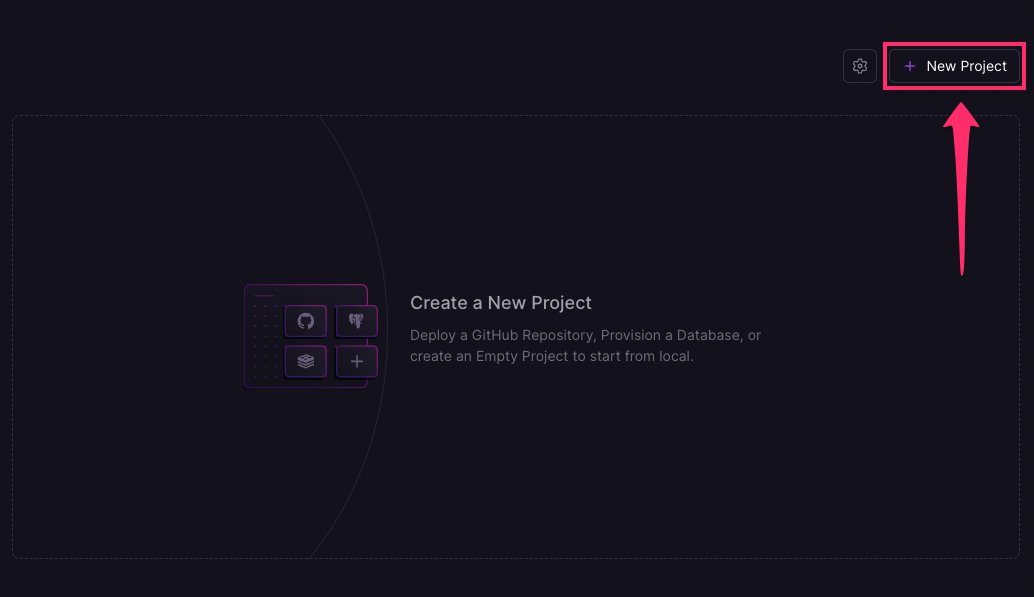 New Project
Create a New Project
Deploy a GitHub Repository, Provision a Database, or
create an Empty Project to start from local.